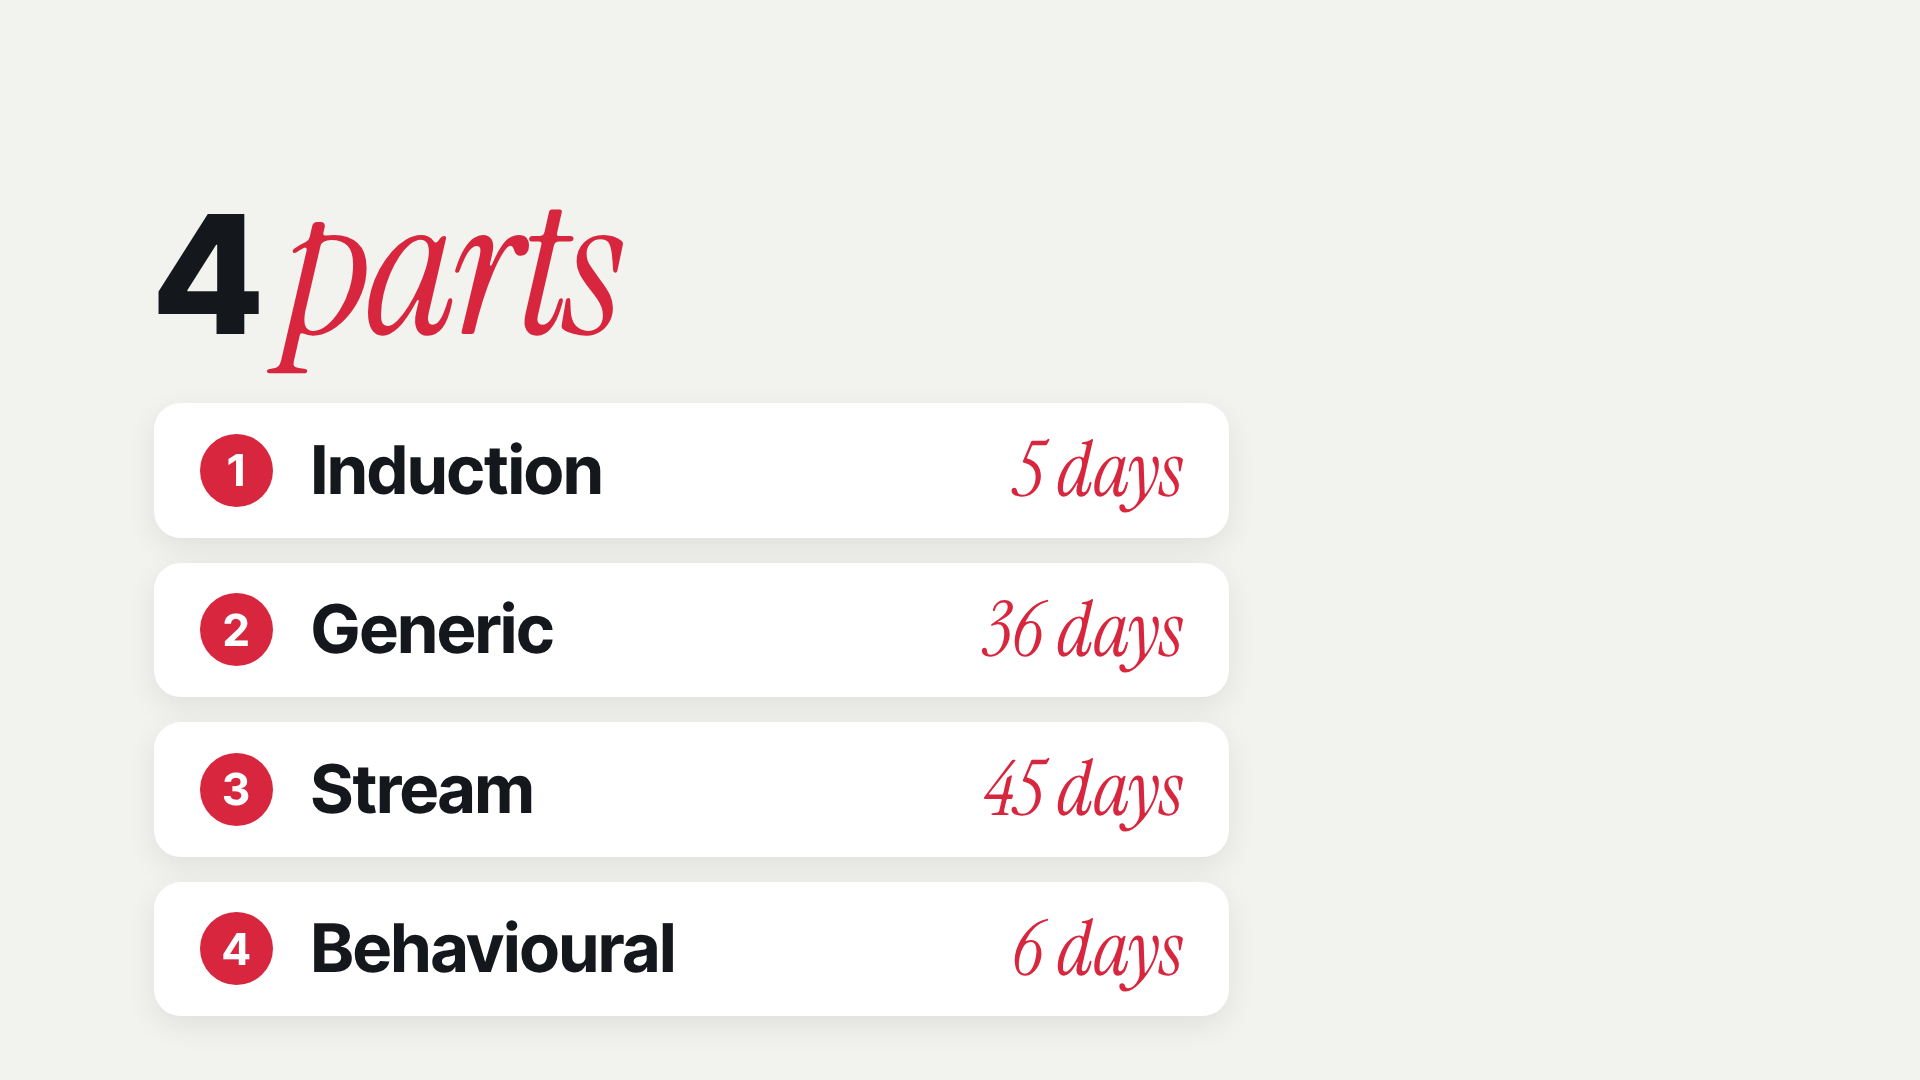 4 parts
1 Induction 5 days
2 Generic 36 days
3 Stream 45 days
4 Behavioural 6 days